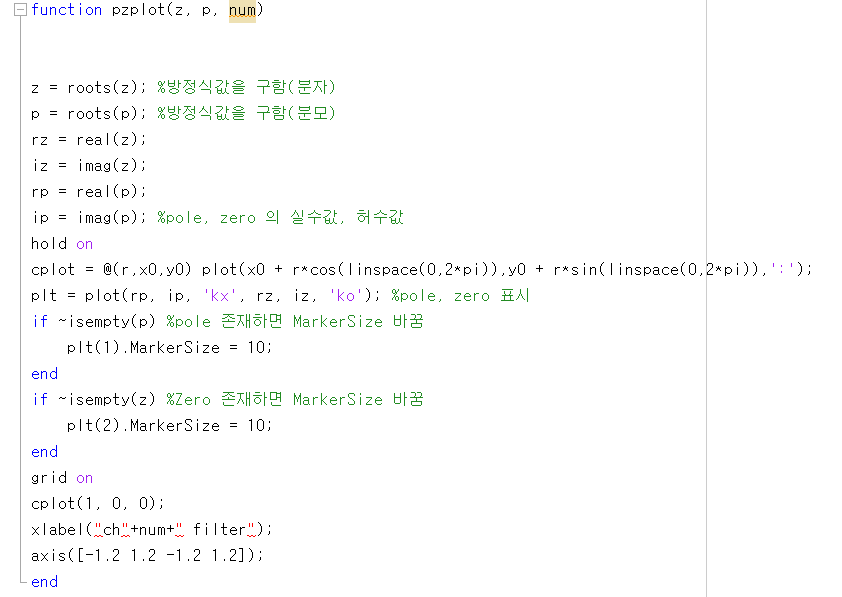 function pzplot(z, p, num)
z = roots(z); %방정식값을 구함(분자)
p = roots(p); %방정식값을 구함(분모)
rz = real(z);
iz = imag(z);
rp = real(p);
ip = imag(p); %pole, zero 의 실수값, 허수값
hold on
cplot = @(r,x0,y0) plot(x0 + r*cos(linspace(0,2*pi)),y0 + r*sin(linspace(0,2*pi)),':');
plt = plot(rp, ip, 'kx', rz, iz, 'ko'); %pole, zero 표시
if ~isempty(p) %pole 존재하면 MarkerSize 바꿈
    plt(1).MarkerSize = 10;
end
if ~isempty(z) %Zero 존재하면 MarkerSize 바꿈
    plt(2).MarkerSize = 10;
end
grid on
cplot(1, 0, 0);
xlabel("ch"+num+" filter");
axis([-1.2 1.2 -1.2 1.2]);
end